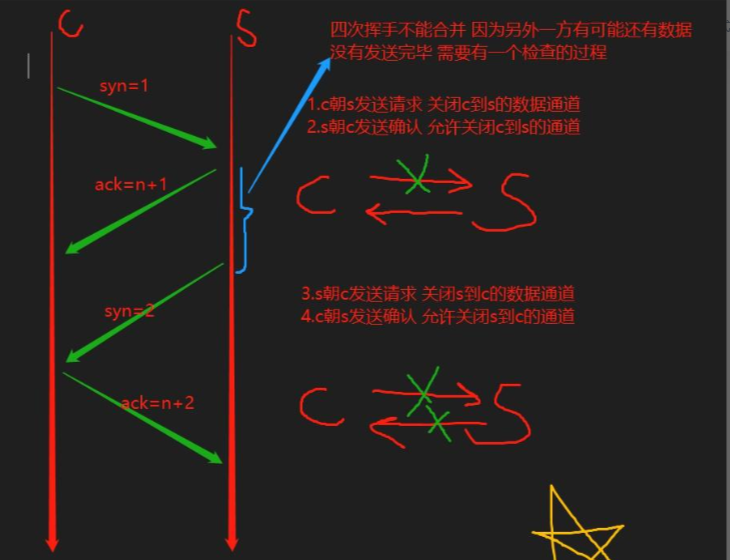 C
S
四次挥手不能合并 因为另外一方有可能还有数据
没有发送完毕 需要有一个检查的过程
syn=1
1.c朝s发送请求 关闭c到s的数据通道
2.s朝c发送确认 允许关闭c到s的通道
ack=n+1
C
S
syn=2
3.s朝c发送请求 关闭s到c的数据通道
4.c朝s发送确认 允许关闭s到c的通道
ack=n+2
C
S